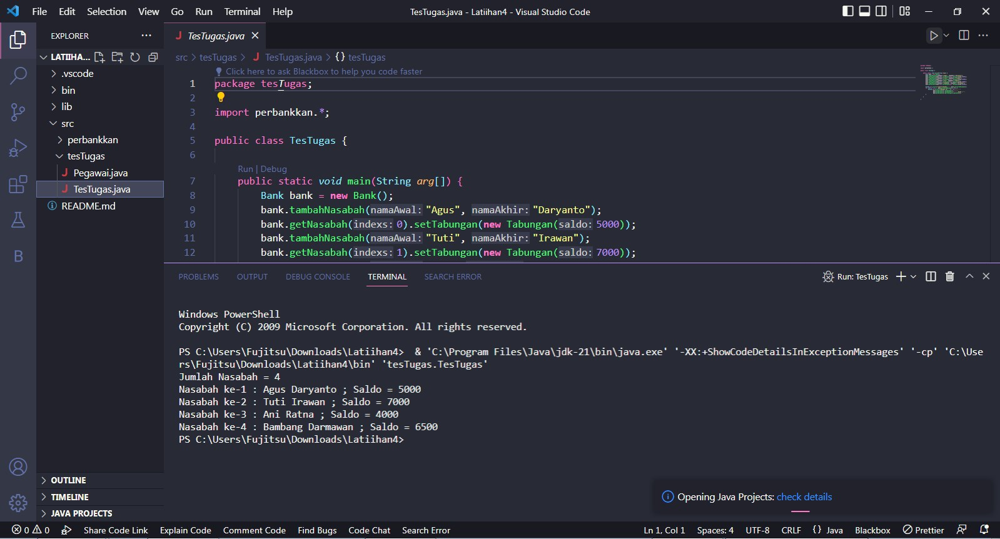 File Edit Selection View Go Run Terminal Help
TesTugas.java - Latiihan4 - Visual Studio Code
EXPLORER
LATIIHA...
.vscode
bin
lib
src
perbankkan
tesTugas
J Pegawai.java
J TesTugas.java
README.md
OUTLINE
TIMELINE
JAVA PROJECTS
J TesTugas.java
src > tesTugas > J TesTugas.java > {} tesTugas
Click here to ask Blackbox to help you code faster
1 package tesTugas;
2
3 import perbankkan.*;
4
5 public class TesTugas {
6
Run | Debug
7 public static void main(String arg[]) {
8 Bank bank = new Bank();
9 bank.tambahNasabah(namaAwal: "Agus", namaAkhir: "Daryanto");
10 bank.getNasabah(indexs: 0).setTabungan(new Tabungan(saldo: 5000));
11 bank.tambahNasabah(namaAwal: "Tuti", namaAkhir: "Irawan");
12 bank.getNasabah(indexs: 1).setTabungan(new Tabungan(saldo: 7000));
PROBLEMS OUTPUT DEBUG CONSOLE TERMINAL SEARCH ERROR
Run: TesTugas
Windows PowerShell
Copyright (C) 2009 Microsoft Corporation. All rights reserved.
PS C:\Users\Fujitsu\Downloads\Latiihan4>  & 'C:\Program Files\Java\jdk-21\bin\java.exe' '-XX:+ShowCodeDetailsInExceptionMessages' '-cp' 'C:\Use
rs\Fujitsu\Downloads\Latiihan4\bin' 'tesTugas.TesTugas'
Jumlah Nasabah = 4
Nasabah ke-1 : Agus Daryanto ; Saldo = 5000
Nasabah ke-2 : Tuti Irawan ; Saldo = 7000
Nasabah ke-3 : Ani Ratna ; Saldo = 4000
Nasabah ke-4 : Bambang Darmawan ; Saldo = 6500
PS C:\Users\Fujitsu\Downloads\Latiihan4>
Opening Java Projects: check details
0 0 Share Code Link Explain Code Comment Code Find Bugs Code Chat Search Error Ln 1, Col 1 Spaces: 4 UTF-8 CRLF {} Java Blackbox Prettier